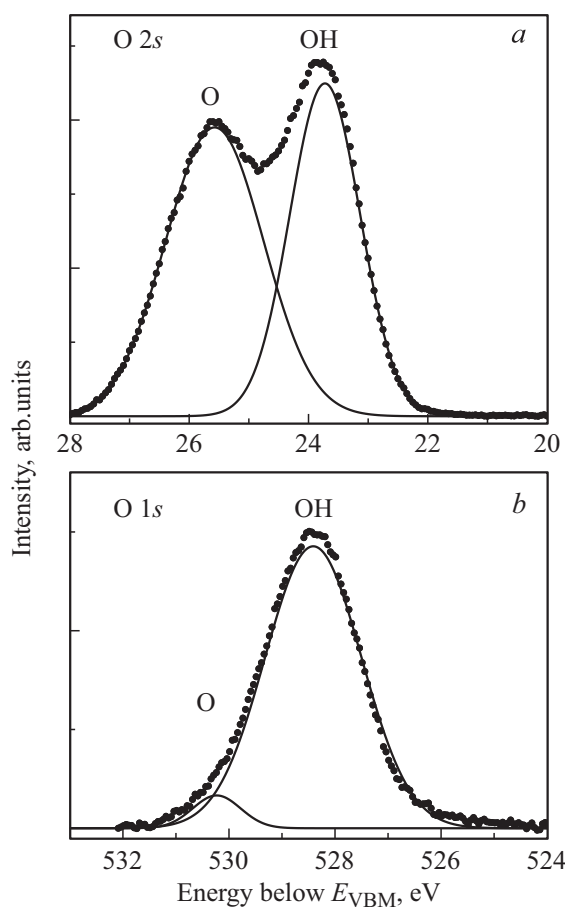 O 2s
OH
a
O
28 26 24 22 20
Intensity, arb.units
O 1s
OH
b
O
532 530 528 526 524
Energy below E_VBM, eV